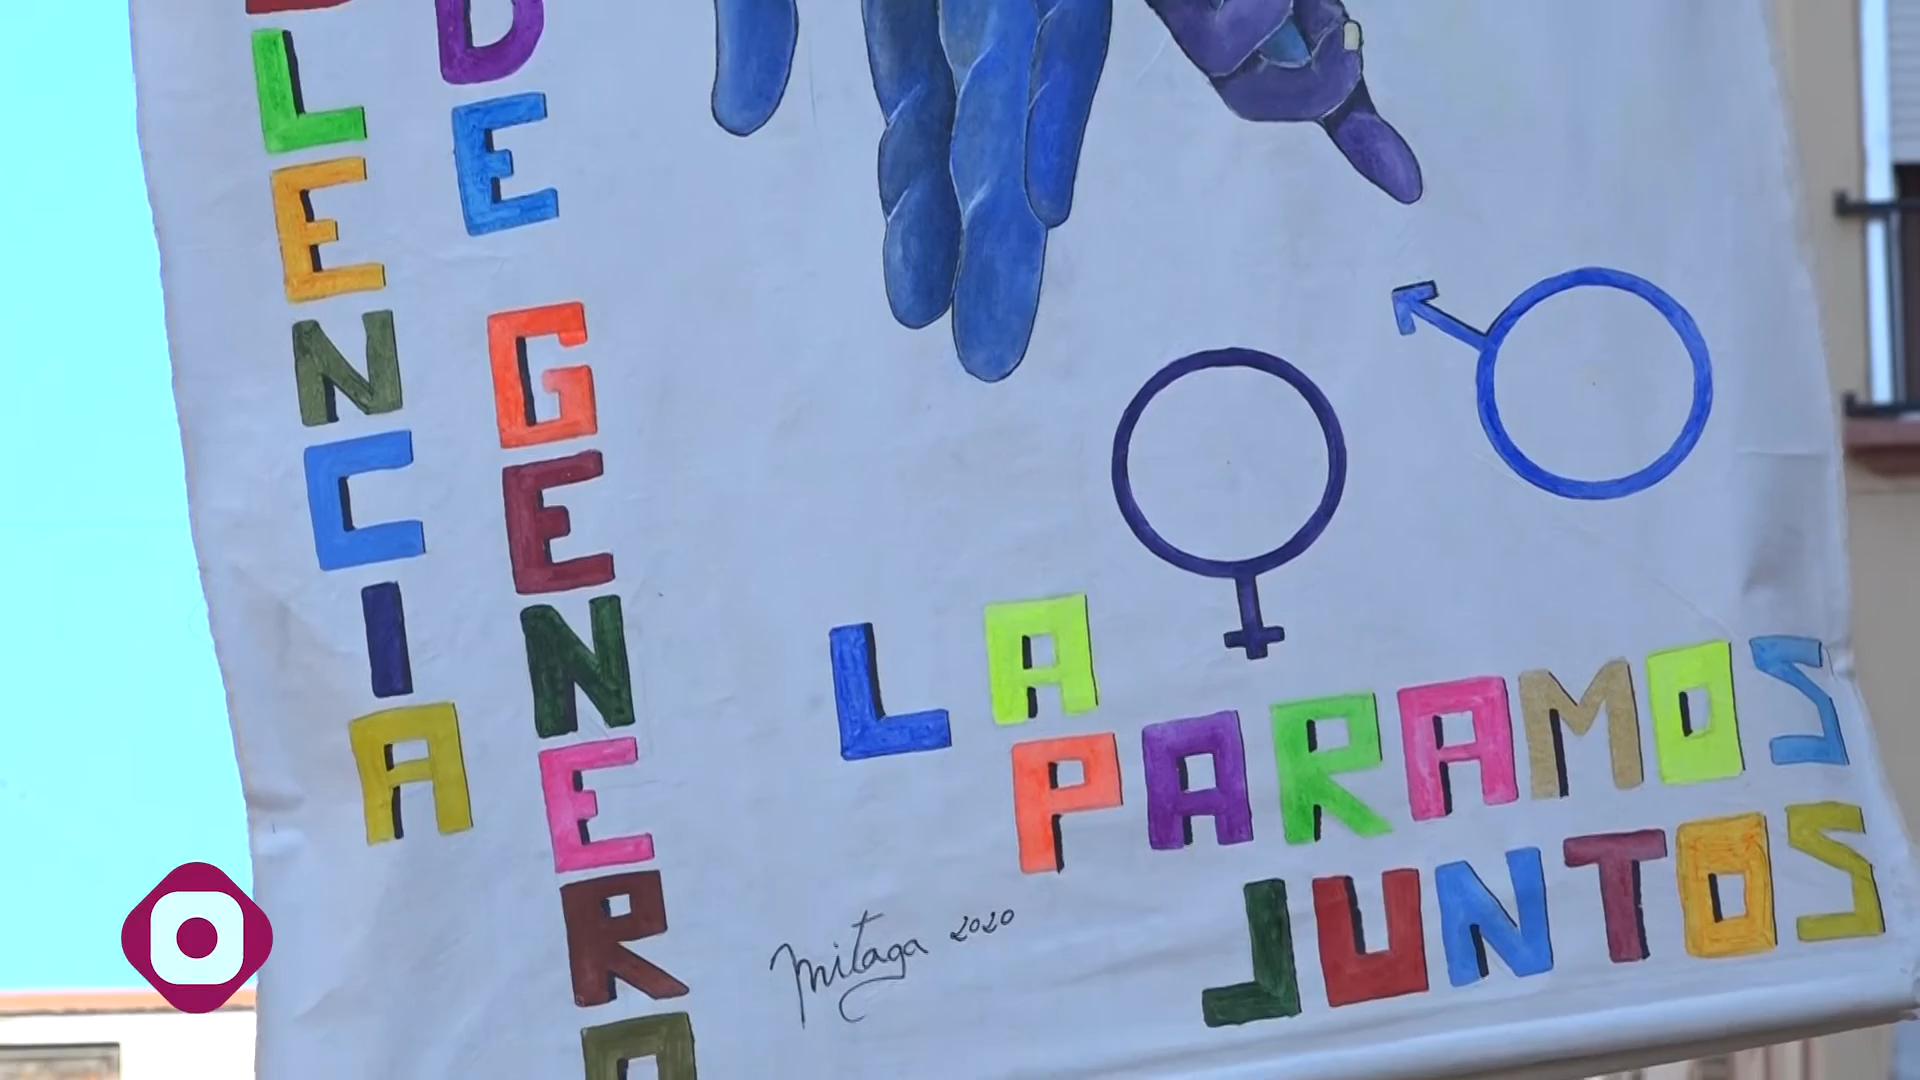 LENCIA
DE
GENERO
LA
PARAMOS
JUNTOS
Mitaga 2020